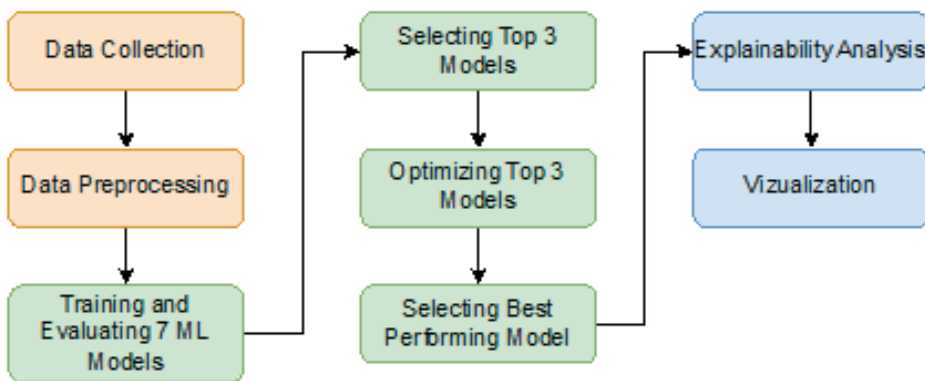 Data Collection
Data Preprocessing
Training and
Evaluating 7 ML
Models
Selecting Top 3
Models
Optimizing Top 3
Models
Selecting Best
Performing Model
Explainability Analysis
Vizualization